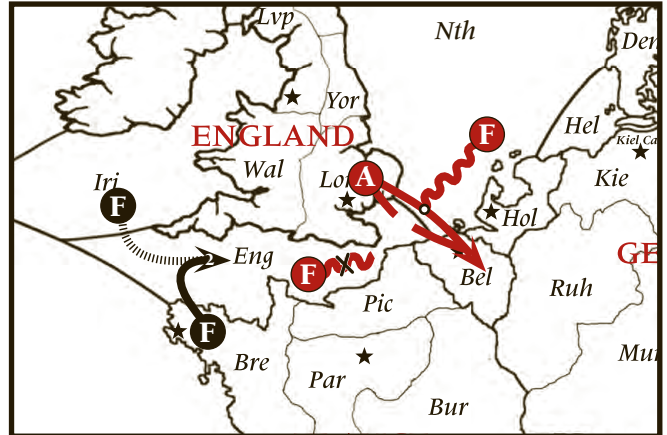 Lvp
Nth
Den
Yor
F
ENGLAND
Hel
Kiel Ca
Wal
A
Kie
Iri
Lon
F
Hol
Eng
GE
F
Bel
Ruh
Pic
F
Bre
Par
Mun
Bur